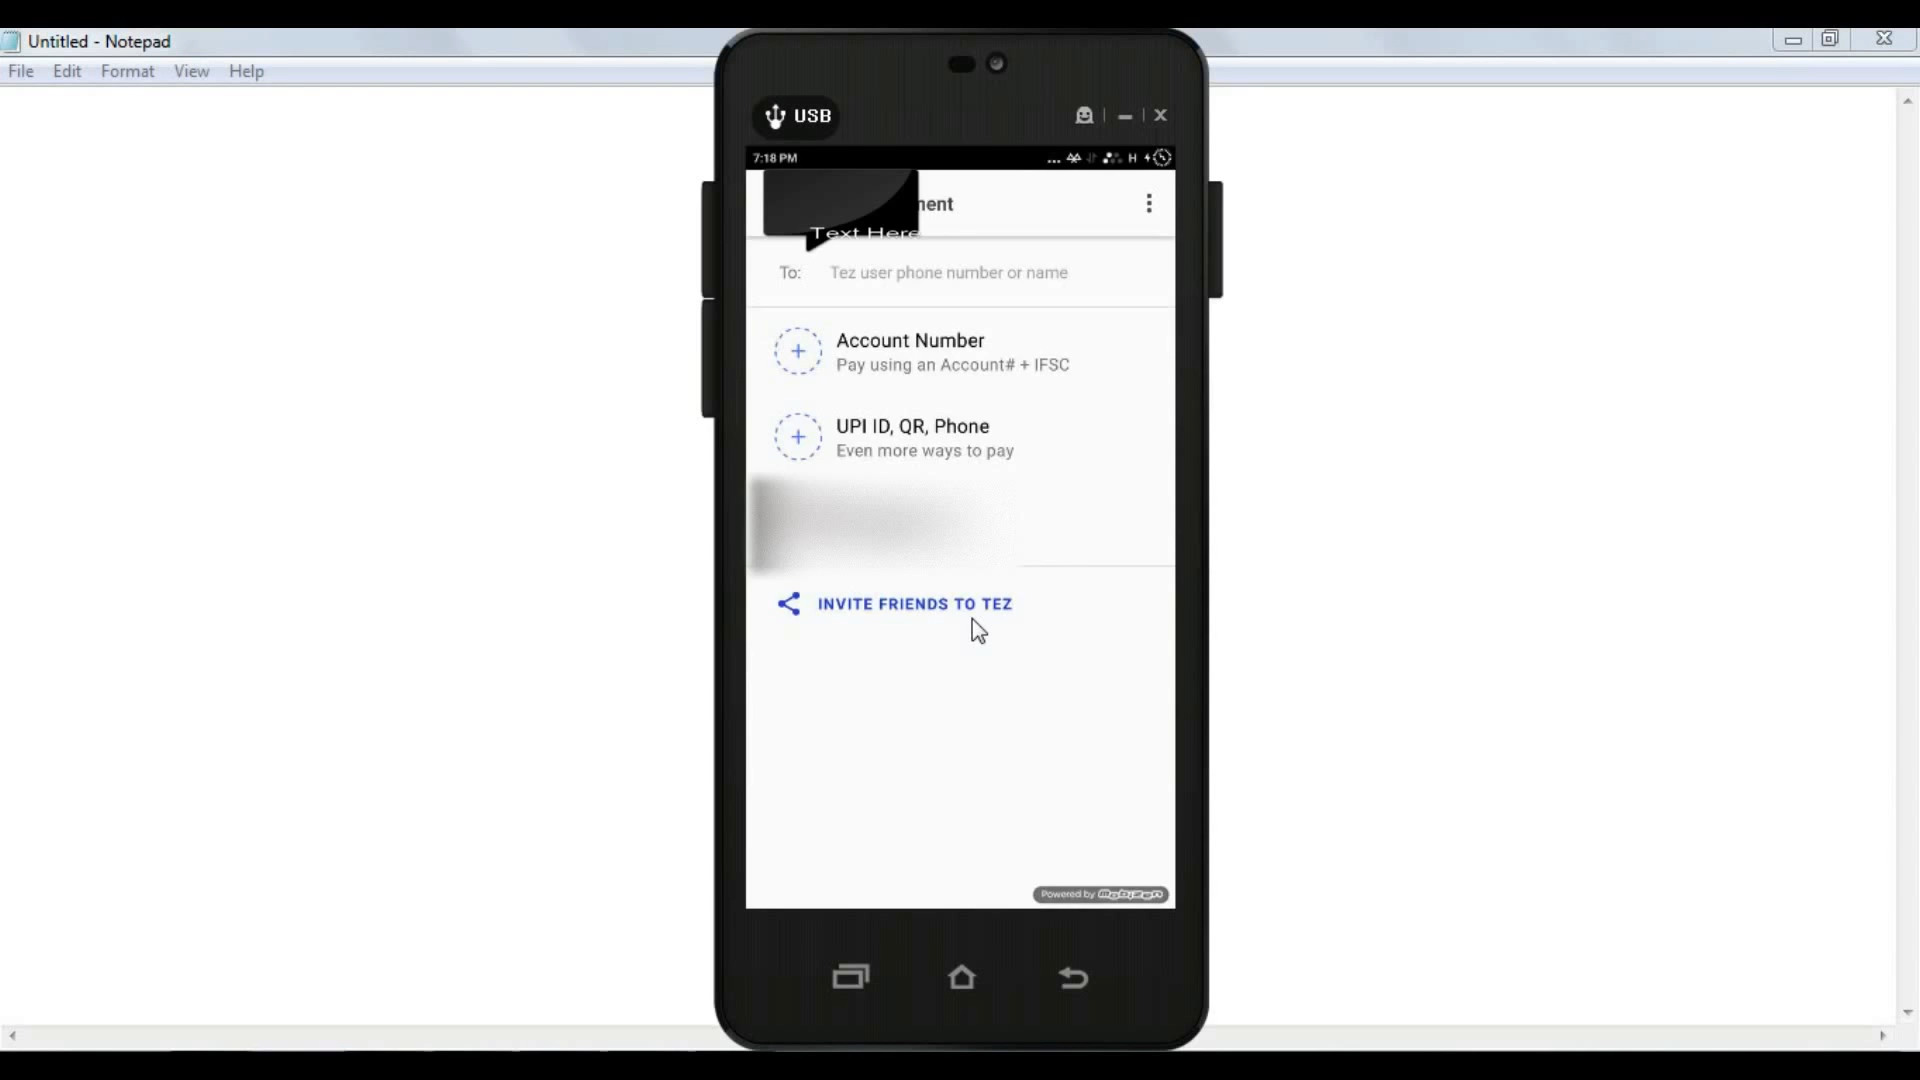 Untitled - Notepad
File Edit Format View Help
USB
7:18 PM
H
ment
Text Here
To: Tez user phone number or name
Account Number
Pay using an Account# + IFSC
UPI ID, QR, Phone
Even more ways to pay
INVITE FRIENDS TO TEZ
Powered by Mobizen